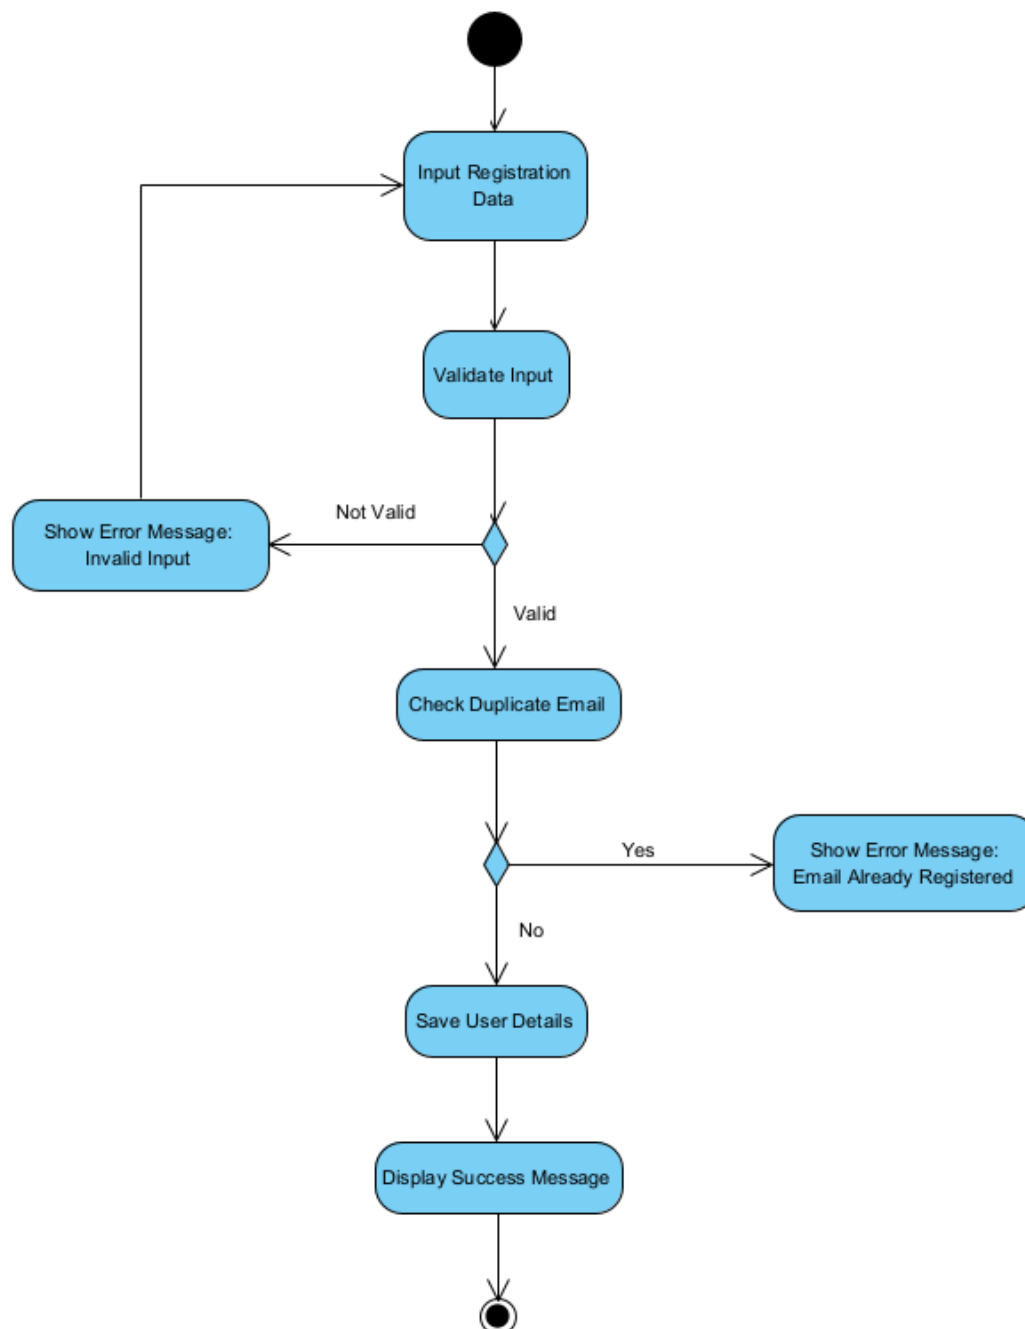 Input Registration
Data
Validate Input
Not Valid
Show Error Message:
Invalid Input
Valid
Check Duplicate Email
Yes
Show Error Message:
Email Already Registered
No
Save User Details
Display Success Message